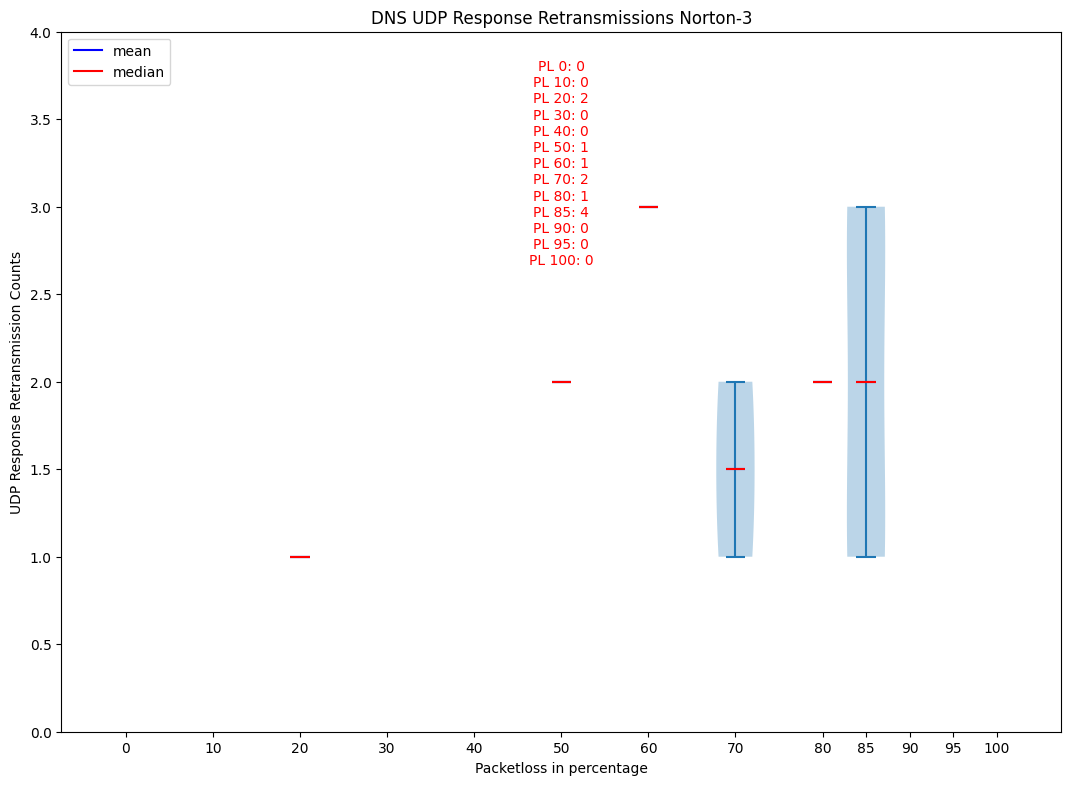 DNS UDP Response Retransmissions Norton-3
mean
median
PL 0: 0
PL 10: 0
PL 20: 2
PL 30: 0
PL 40: 0
PL 50: 1
PL 60: 1
PL 70: 2
PL 80: 1
PL 85: 4
PL 90: 0
PL 95: 0
PL 100: 0
UDP Response Retransmission Counts
4.0
3.5
3.0
2.5
2.0
1.5
1.0
0.5
0.0
0 10 20 30 40 50 60 70 80 85 90 95 100
Packetloss in percentage